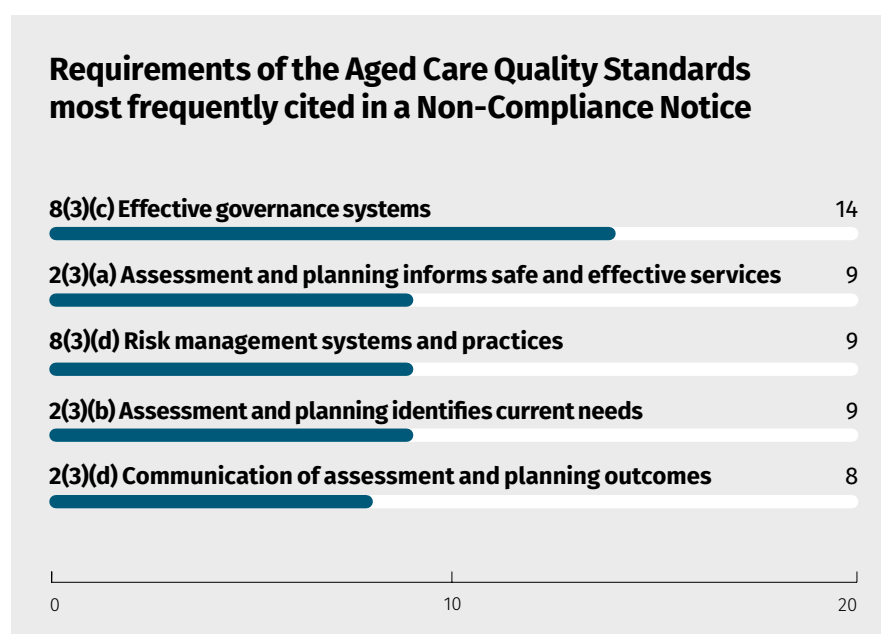 Requirements of the Aged Care Quality Standards
most frequently cited in a Non-Compliance Notice
8(3)(c) Effective governance systems 14
2(3)(a) Assessment and planning informs safe and effective services 9
8(3)(d) Risk management systems and practices 9
2(3)(b) Assessment and planning identifies current needs 9
2(3)(d) Communication of assessment and planning outcomes 8
0 10 20